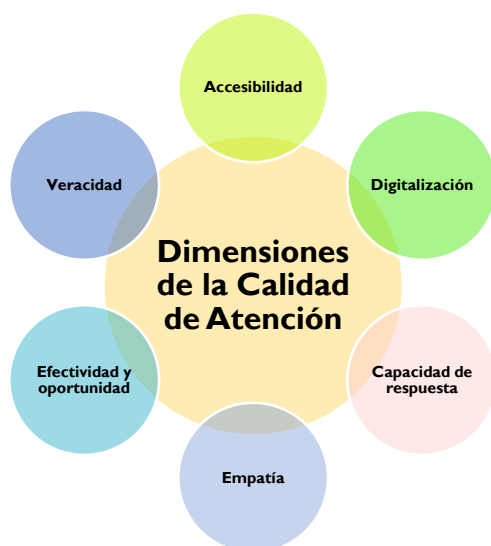 Accesibilidad
Veracidad
Digitalización
Dimensiones
de la Calidad
de Atención
Efectividad y
oportunidad
Capacidad de
respuesta
Empatía